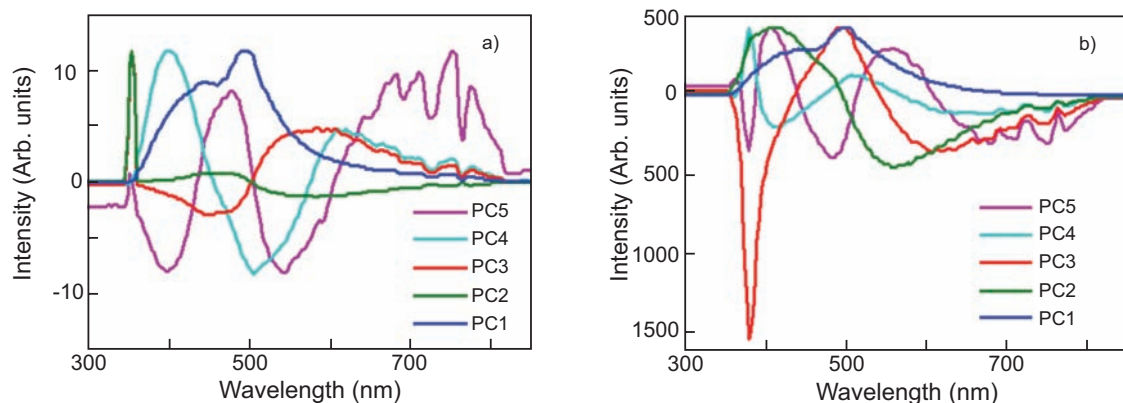 a)
Intensity (Arb. units)
10
0
-10
PC5
PC4
PC3
PC2
PC1
300 500 700
Wavelength (nm)
b)
Intensity (Arb. units)
500
0
500
1000
1500
PC5
PC4
PC3
PC2
PC1
300 500 700
Wavelength (nm)